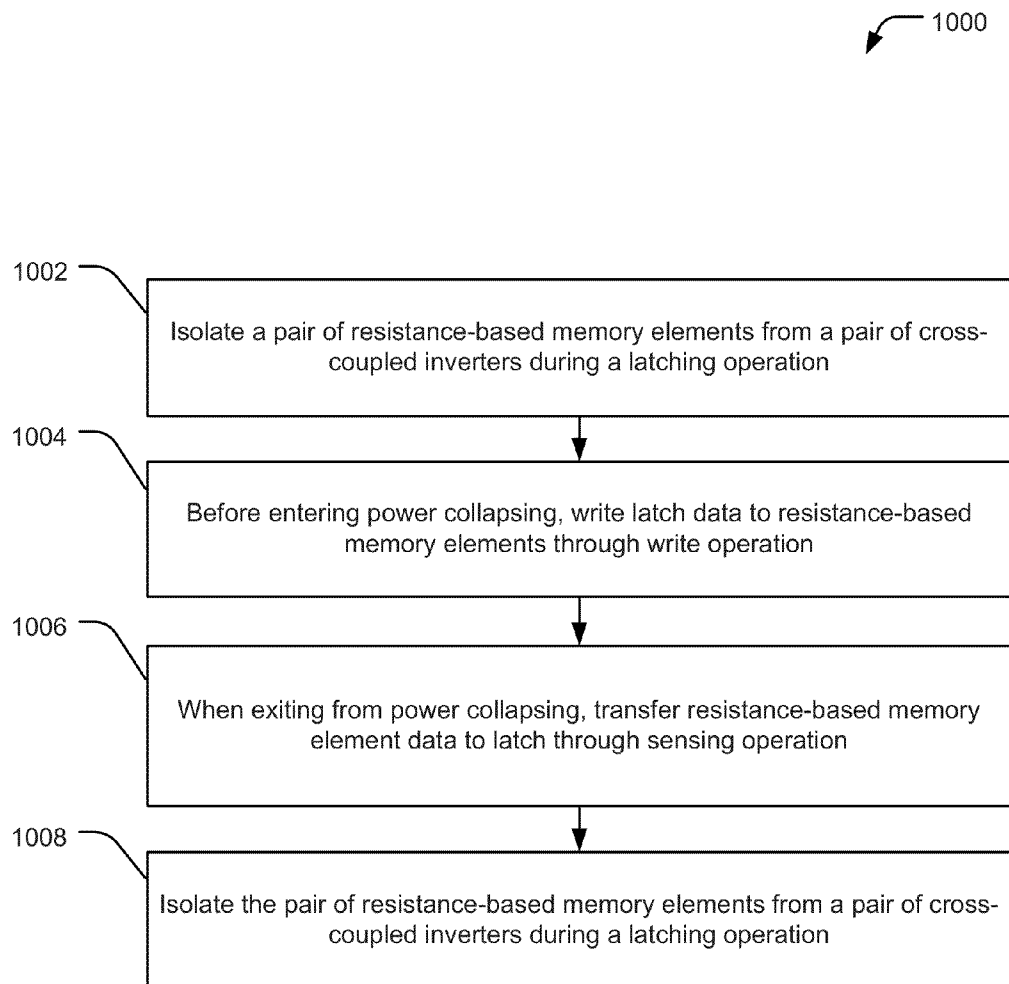 1000
1002
Isolate a pair of resistance-based memory elements from a pair of cross-
coupled inverters during a latching operation
1004
Before entering power collapsing, write latch data to resistance-based
memory elements through write operation
1006
When exiting from power collapsing, transfer resistance-based memory
element data to latch through sensing operation
1008
Isolate the pair of resistance-based memory elements from a pair of cross-
coupled inverters during a latching operation